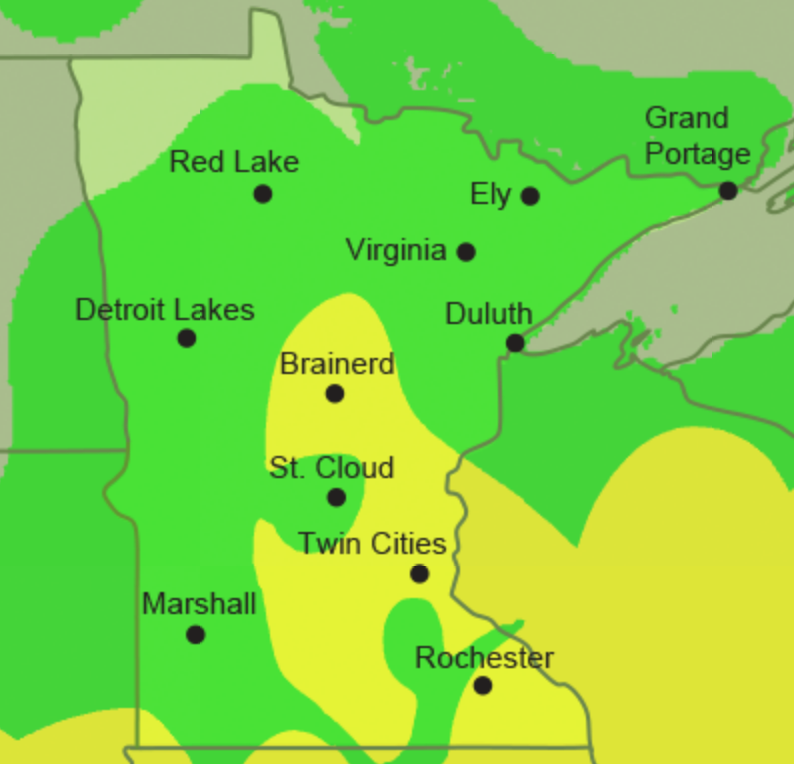 Grand
Portage
Red Lake
Ely
Virginia
Detroit Lakes
Duluth
Brainerd
St. Cloud
Twin Cities
Marshall
Rochester